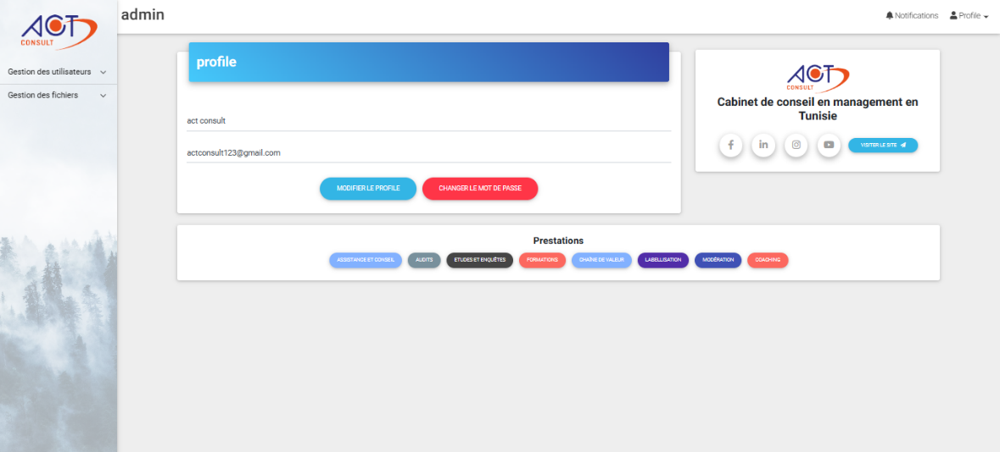 ACT
CONSULT
admin
Notifications
Profile
Gestion des utilisateurs
Gestion des fichiers
profile
act consult
actconsult123@gmail.com
MODIFIER LE PROFILE
CHANGER LE MOT DE PASSE
ACT
CONSULT
Cabinet de conseil en management en
Tunisie
VISITER LE SITE
Prestations
ASSISTANCE ET CONSEIL
AUDITS
ETUDES ET ENQUÊTES
FORMATIONS
CHAÎNE DE VALEUR
LABELLISATION
MODÉRATION
COACHING